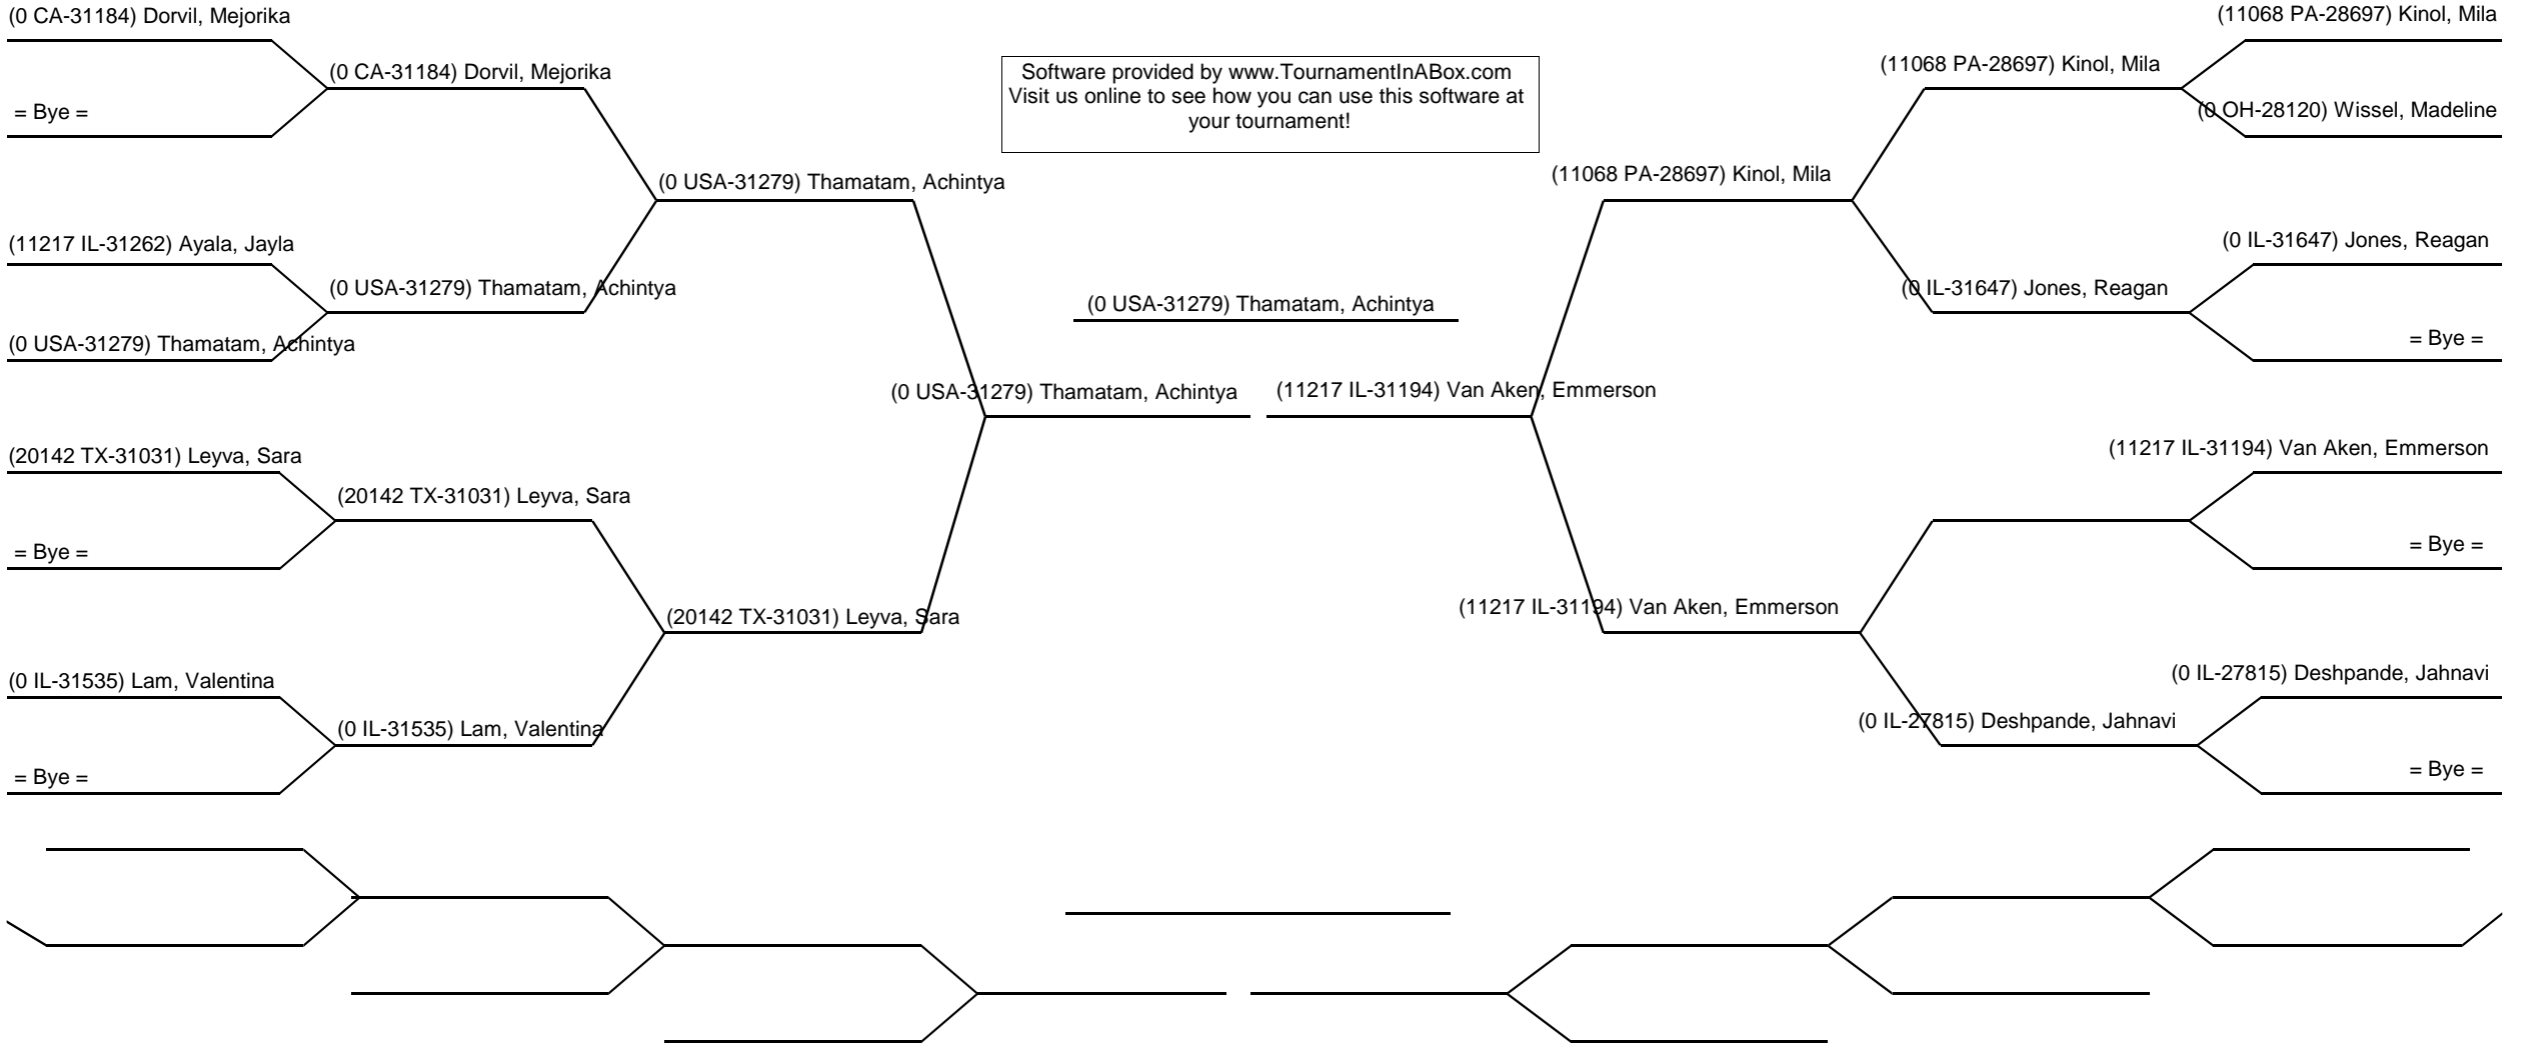 (0 CA-31184) Dorvil, Mejorika
= Bye =
(11217 IL-31262) Ayala, Jayla
(0 USA-31279) Thamatam, Achintya
(20142 TX-31031) Leyva, Sara
= Bye =
(0 IL-31535) Lam, Valentina
= Bye =
(0 CA-31184) Dorvil, Mejorika
(0 USA-31279) Thamatam, Achintya
(20142 TX-31031) Leyva, Sara
(0 IL-31535) Lam, Valentina
(0 USA-31279) Thamatam, Achintya
(20142 TX-31031) Leyva, Sara
(0 USA-31279) Thamatam, Achintya
Software provided by www.TournamentInABox.com
Visit us online to see how you can use this software at
your tournament!
(0 USA-31279) Thamatam, Achintya
(11217 IL-31194) Van Aken, Emmerson
(11068 PA-28697) Kinol, Mila
(11217 IL-31194) Van Aken, Emmerson
(11068 PA-28697) Kinol, Mila
(0 IL-31647) Jones, Reagan
(0 IL-27815) Deshpande, Jahnavi
(11068 PA-28697) Kinol, Mila
(0 OH-28120) Wissel, Madeline
(0 IL-31647) Jones, Reagan
= Bye =
(11217 IL-31194) Van Aken, Emmerson
= Bye =
(0 IL-27815) Deshpande, Jahnavi
= Bye =